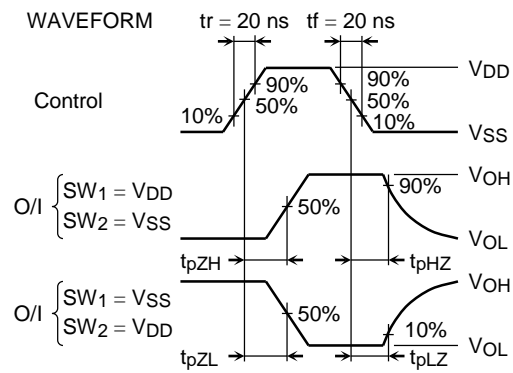 WAVEFORM
tr = 20 ns
tf = 20 ns
Control
10%
90%
50%
90%
50%
10%
VDD
VSS
O/I { SW1 = VDD
SW2 = VSS
50%
90%
VOH
VOL
tpZH
tpHZ
O/I { SW1 = VSS
SW2 = VDD
50%
10%
VOH
VOL
tpZL
tpLZ